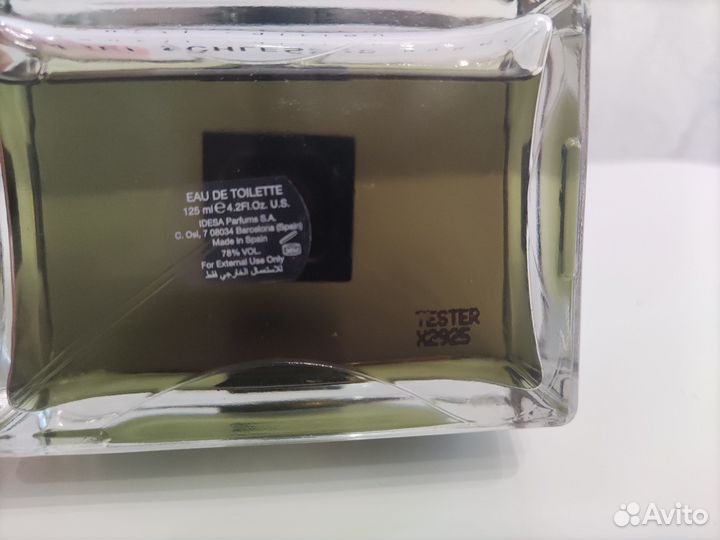 EAU DE TOILETTE
125 ml ℮ 4.2Fl.Oz. U.S.
IDESA Parfums S.A.
C. Osi, 7 08034 Barcelona (Spain)
Made in Spain
78% VOL.
For External Use Only
للاستعمال الخارجي فقط
TESTER
X2925
Avito